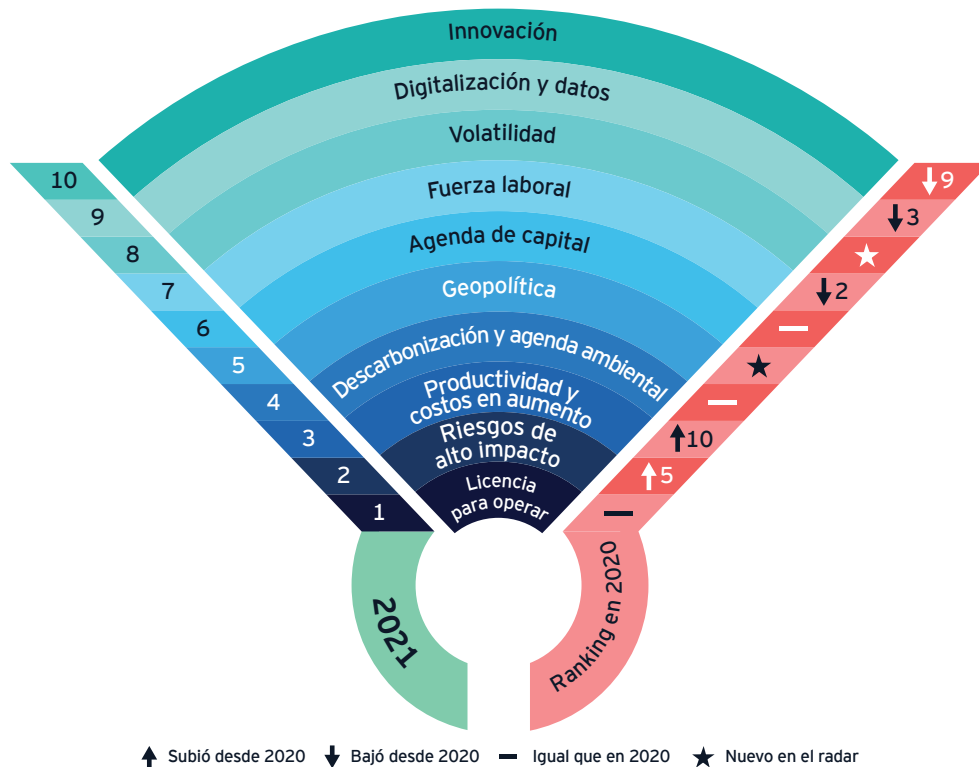 Innovación
Digitalización y datos
Volatilidad
Fuerza laboral
Agenda de capital
Geopolítica
Descarbonización y agenda ambiental
Productividad y
costos en aumento
Riesgos de
alto impacto
Licencia
para operar
10
9
8
7
6
5
4
3
2
1
9
3
2
10
5
2021
Ranking en 2020
Subió desde 2020
Bajó desde 2020
Igual que en 2020
Nuevo en el radar